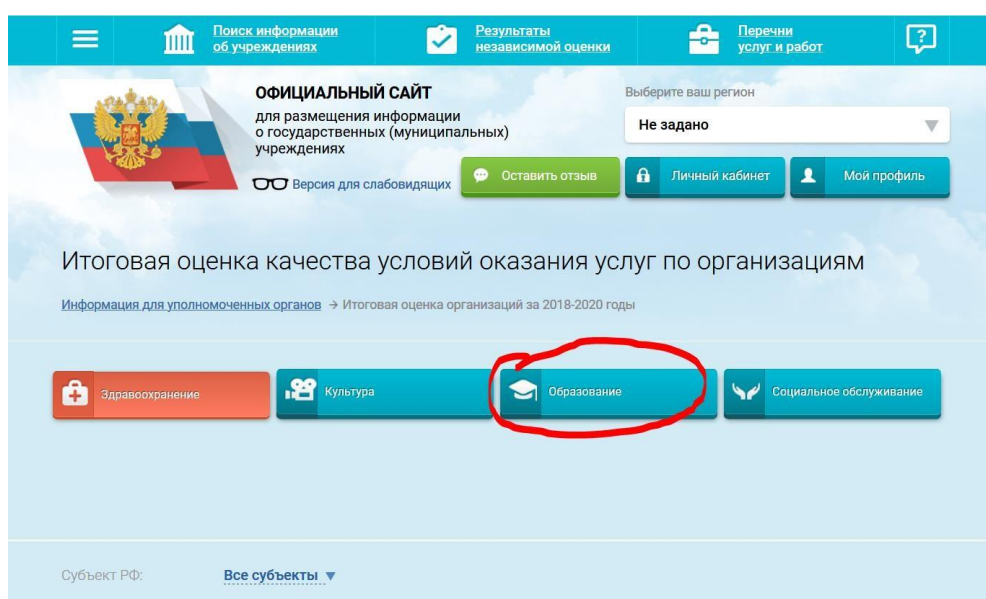 Поиск информации
об учреждениях
Результаты
независимой оценки
Перечни
услуг и работ
?
ОФИЦИАЛЬНЫЙ САЙТ
для размещения информации
о государственных (муниципальных)
учреждениях
Версия для слабовидящих
Выберите ваш регион
Не задано
Оставить отзыв
Личный кабинет
Мой профиль
Итоговая оценка качества условий оказания услуг по организациям
Информация для уполномоченных органов → Итоговая оценка организаций за 2018-2020 годы
Здравоохранение
Культура
Образование
Социальное обслуживание
Субъект РФ: Все субъекты ▼